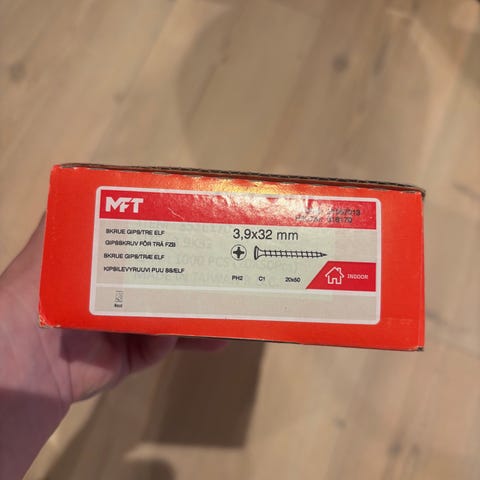 MFT
SKRUE GIPS/TRE ELF
GIPSSKRUV FÖR TRÄ FZB
SKRUE GIPS/TRÆ ELF
KIPSILEVYRUUVI PUU SS/ELF
3,9x32 mm
PH2 C1 20x50
INDOOR